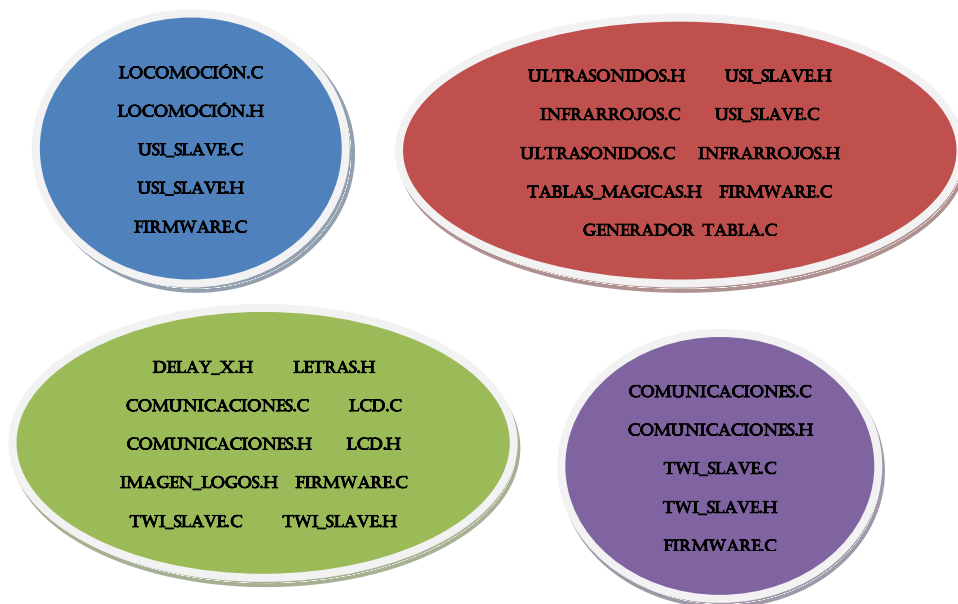 LOCOMOCIÓN.C
LOCOMOCIÓN.H
USI_SLAVE.C
USI_SLAVE.H
FIRMWARE.C
ULTRASONIDOS.H USI_SLAVE.H
INFRARROJOS.C USI_SLAVE.C
ULTRASONIDOS.C INFRARROJOS.H
TABLAS_MAGICAS.H FIRMWARE.C
GENERADOR TABLA.C
DELAY_X.H LETRAS.H
COMUNICACIONES.C LCD.C
COMUNICACIONES.H LCD.H
IMAGEN_LOGOS.H FIRMWARE.C
TWI_SLAVE.C TWI_SLAVE.H
COMUNICACIONES.C
COMUNICACIONES.H
TWI_SLAVE.C
TWI_SLAVE.H
FIRMWARE.C